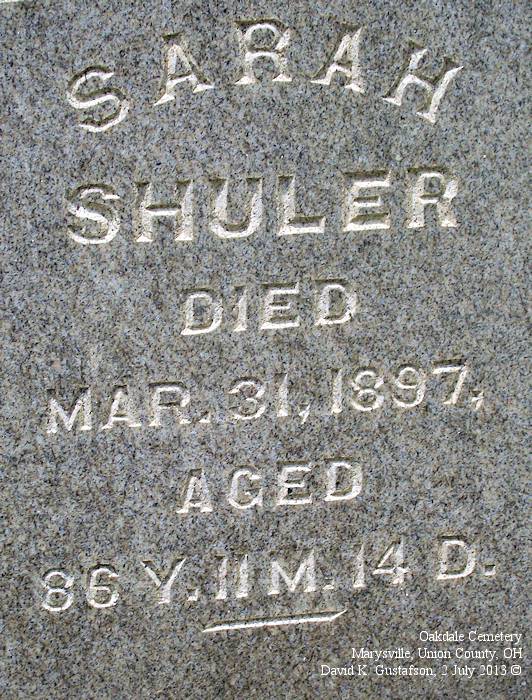 SARAH
SHULER
DIED
MAR. 31, 1897,
AGED
86 Y. 11 M. 14 D.
Oakdale Cemetery
Marysville, Union County, OH
David K. Gustafson, 2 July 2013 ©